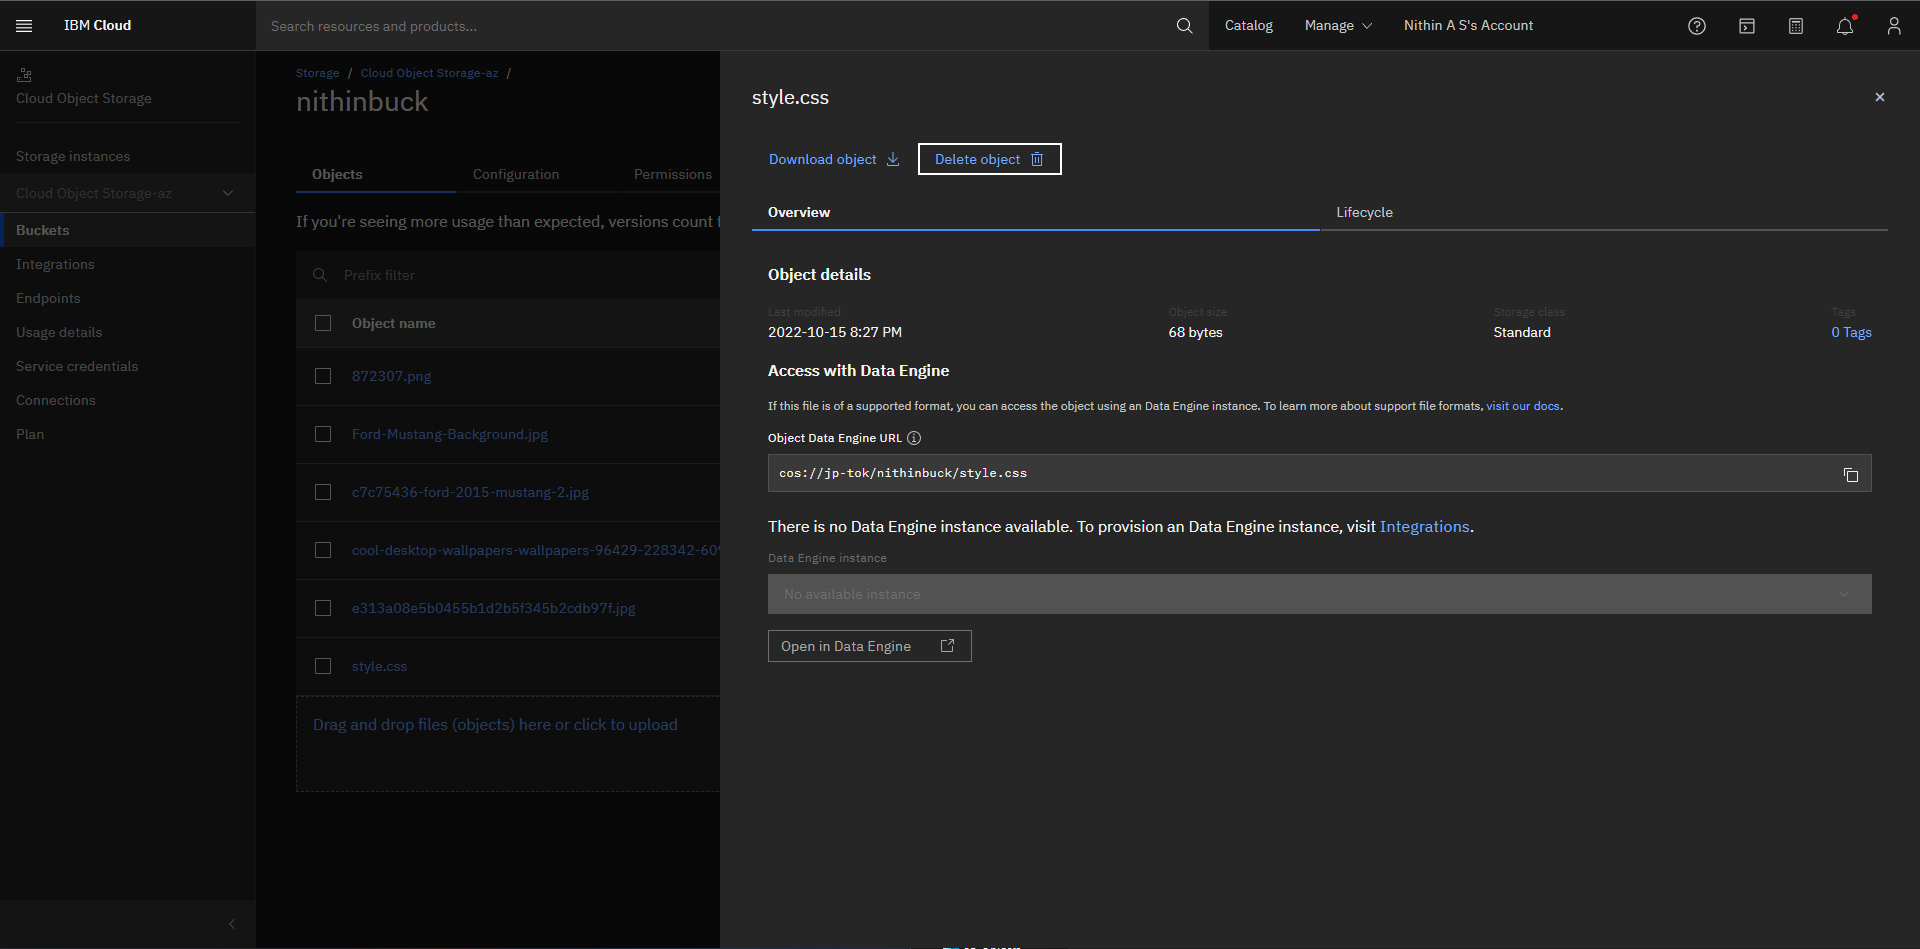 IBM Cloud
Search resources and products...
Catalog
Manage
Nithin A S's Account
Cloud Object Storage
Storage instances
Cloud Object Storage-az
Buckets
Integrations
Endpoints
Usage details
Service credentials
Connections
Plan
Storage / Cloud Object Storage-az /
nithinbuck
Objects
Configuration
Permissions
If you're seeing more usage than expected, versions count
Prefix filter
Object name
872307.png
Ford-Mustang-Background.jpg
c7c75436-ford-2015-mustang-2.jpg
cool-desktop-wallpapers-wallpapers-96429-228342-609
e313a08e5b0455b1d2b5f345b2cdb97f.jpg
style.css
Drag and drop files (objects) here or click to upload
style.css
Download object
Delete object
Overview
Lifecycle
Object details
Last modified
2022-10-15 8:27 PM
Object size
68 bytes
Storage class
Standard
Tags
0 Tags
Access with Data Engine
If this file is of a supported format, you can access the object using an Data Engine instance. To learn more about support file formats, visit our docs.
Object Data Engine URL
cos://jp-tok/nithinbuck/style.css
There is no Data Engine instance available. To provision an Data Engine instance, visit Integrations.
Data Engine instance
No available instance
Open in Data Engine